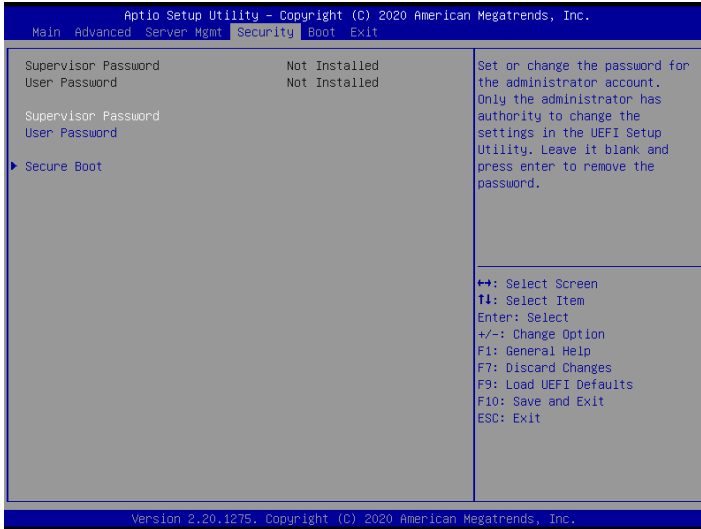 Aptio Setup Utility – Copyright (C) 2020 American Megatrends, Inc.
Main Advanced Server Mgmt Security Boot Exit
Supervisor Password Not Installed
User Password Not Installed
Supervisor Password
User Password
Secure Boot
Set or change the password for
the administrator account.
Only the administrator has
authority to change the
settings in the UEFI Setup
Utility. Leave it blank and
press enter to remove the
password.
↔: Select Screen
↑↓: Select Item
Enter: Select
+/-: Change Option
F1: General Help
F7: Discard Changes
F9: Load UEFI Defaults
F10: Save and Exit
ESC: Exit
Version 2.20.1275. Copyright (C) 2020 American Megatrends, Inc.